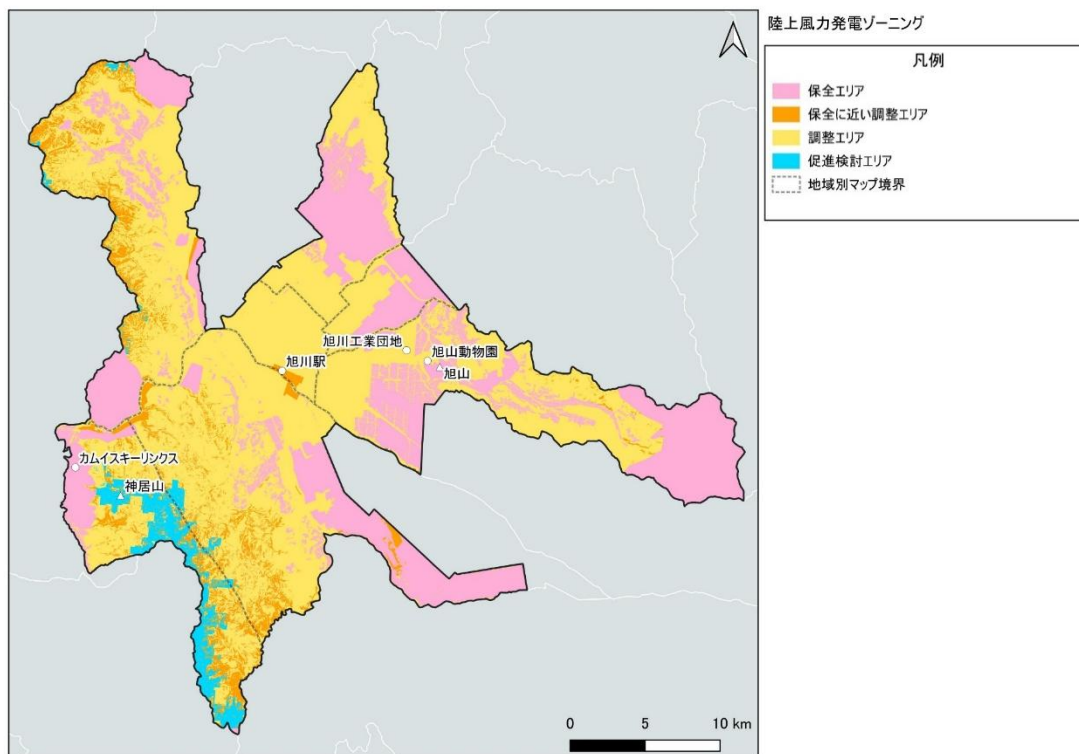 陸上風力発電ゾーニング
凡例
保全エリア
保全に近い調整エリア
調整エリア
促進検討エリア
地域別マップ境界
旭川工業団地
旭山動物園
旭川駅
旭山
カムイスキーリンクス
神居山
0 5 10 km